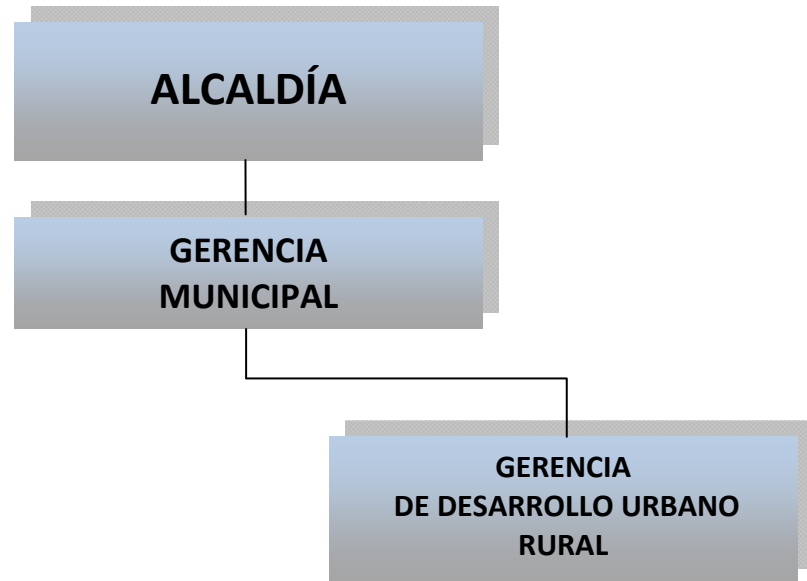 ALCALDÍA
GERENCIA
MUNICIPAL
GERENCIA
DE DESARROLLO URBANO
RURAL